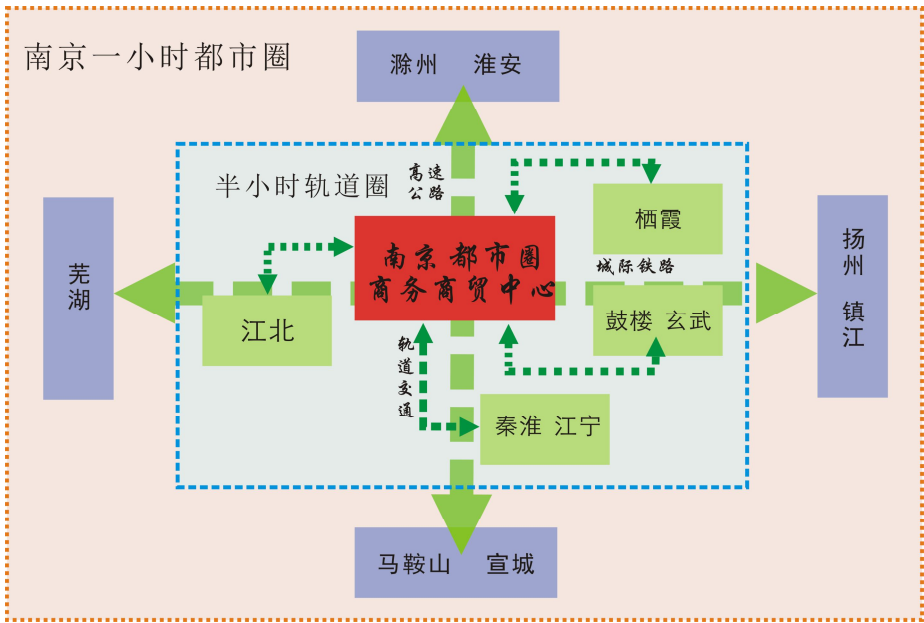 南京一小时都市圈
滁州 淮安
半小时轨道圈
高速
公路
栖霞
芜湖
南京都市圈
商务商贸中心
城际铁路
扬州 镇江
江北
鼓楼 玄武
轨道交通
秦淮 江宁
马鞍山 宣城